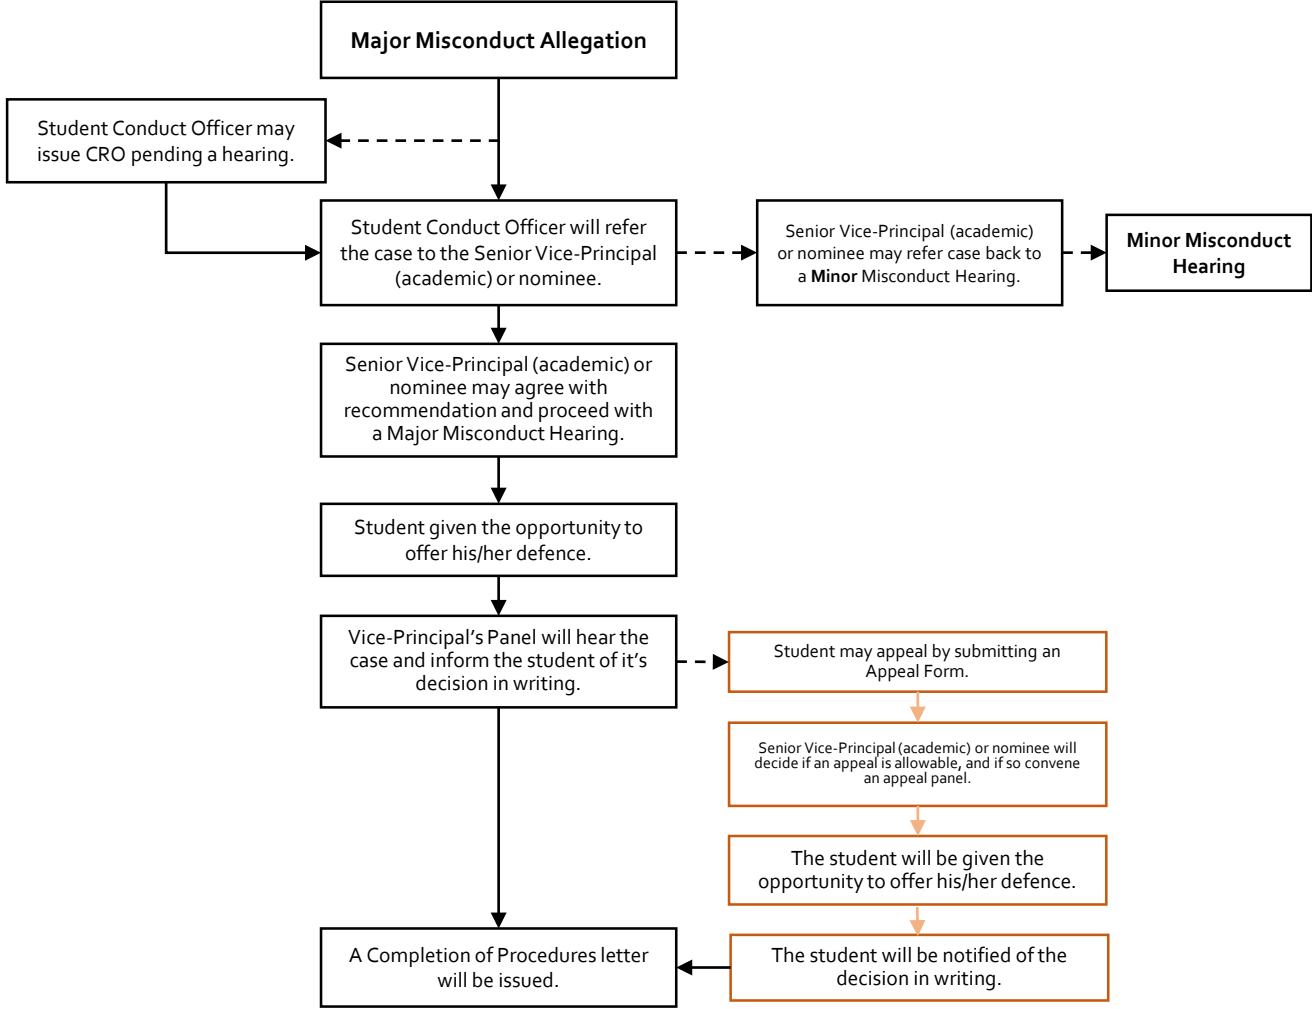 Major Misconduct Allegation
Student Conduct Officer may
issue CRO pending a hearing.
Student Conduct Officer will refer
the case to the Senior Vice-Principal
(academic) or nominee.
Senior Vice-Principal (academic)
or nominee may refer case back to
a Minor Misconduct Hearing.
Minor Misconduct
Hearing
Senior Vice-Principal (academic) or
nominee may agree with
recommendation and proceed with
a Major Misconduct Hearing.
Student given the opportunity to
offer his/her defence.
Vice-Principal’s Panel will hear the
case and inform the student of it’s
decision in writing.
Student may appeal by submitting an
Appeal Form.
Senior Vice-Principal (academic) or nominee will
decide if an appeal is allowable, and if so convene
an appeal panel.
The student will be given the
opportunity to offer his/her defence.
The student will be notified of the
decision in writing.
A Completion of Procedures letter
will be issued.